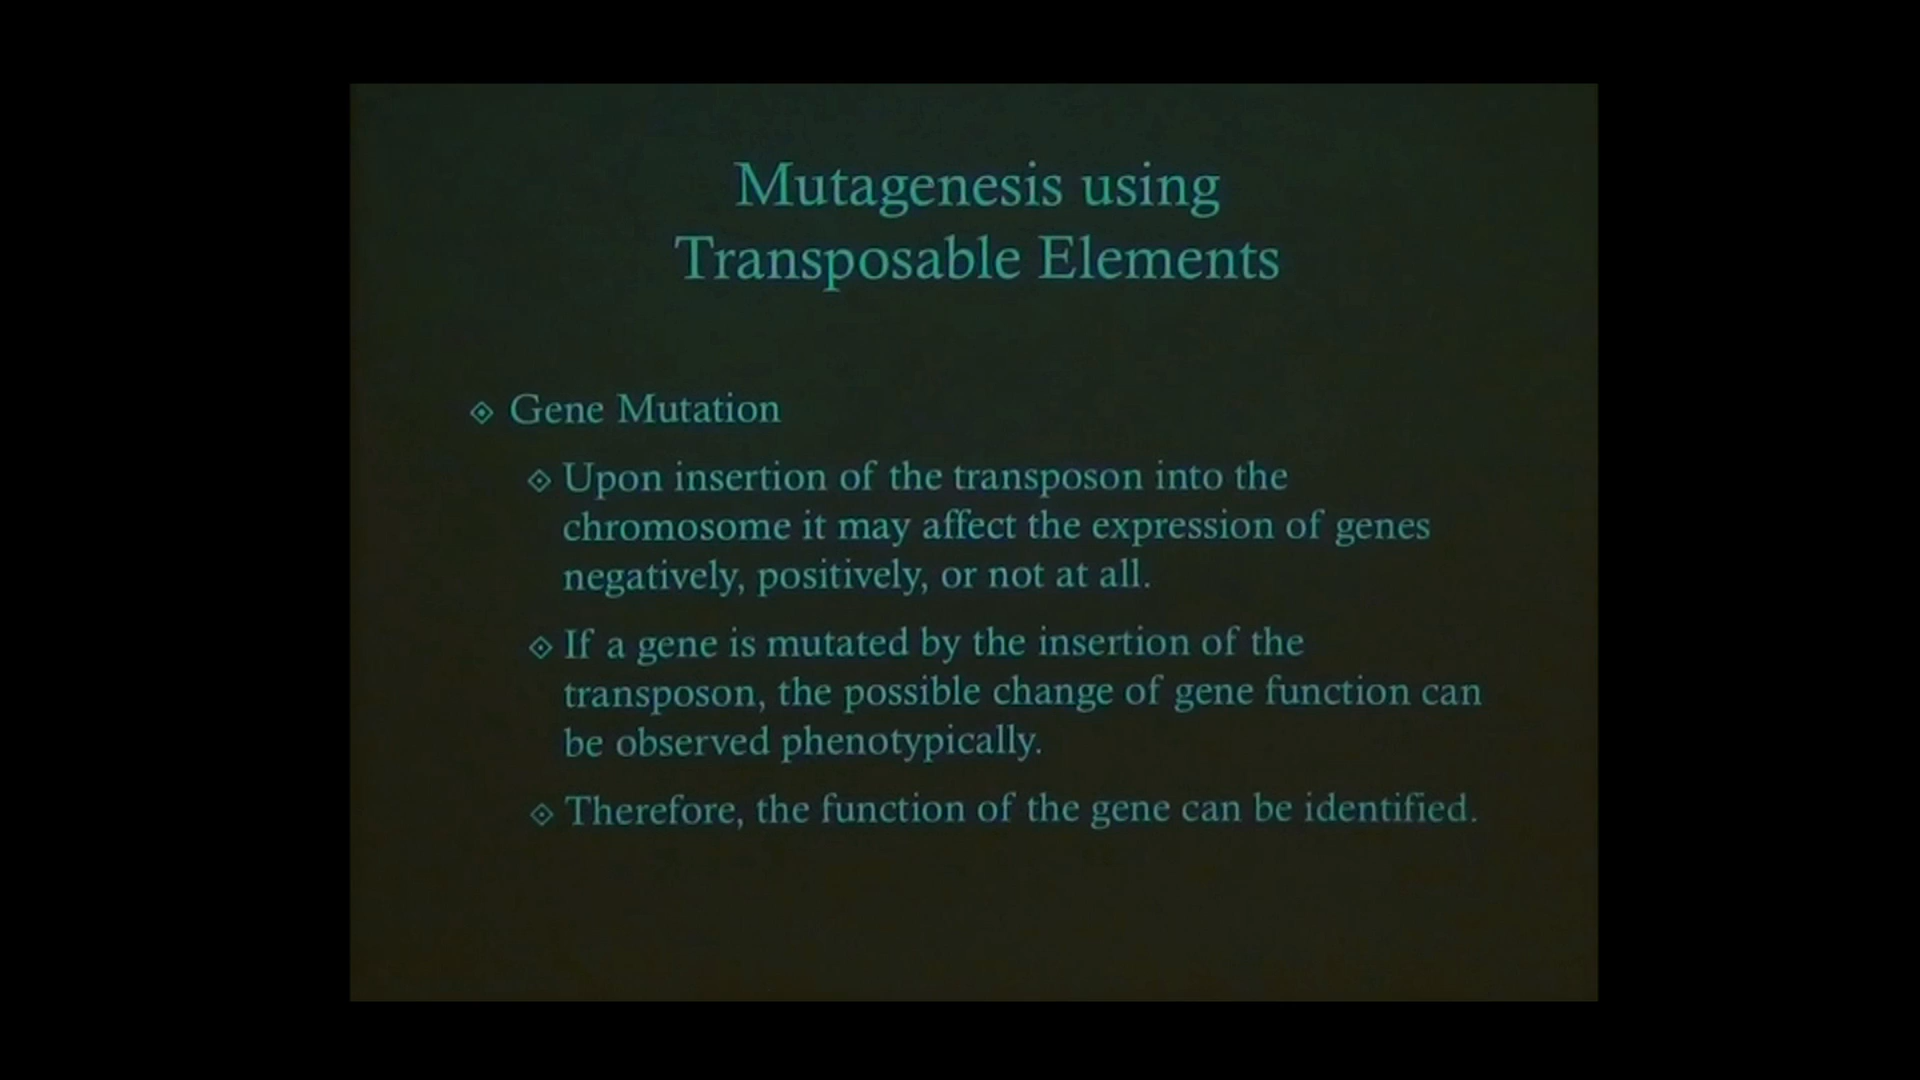 Mutagenesis using
Transposable Elements
Gene Mutation
Upon insertion of the transposon into the
chromosome it may affect the expression of genes
negatively, positively, or not at all.
If a gene is mutated by the insertion of the
transposon, the possible change of gene function can
be observed phenotypically.
Therefore, the function of the gene can be identified.